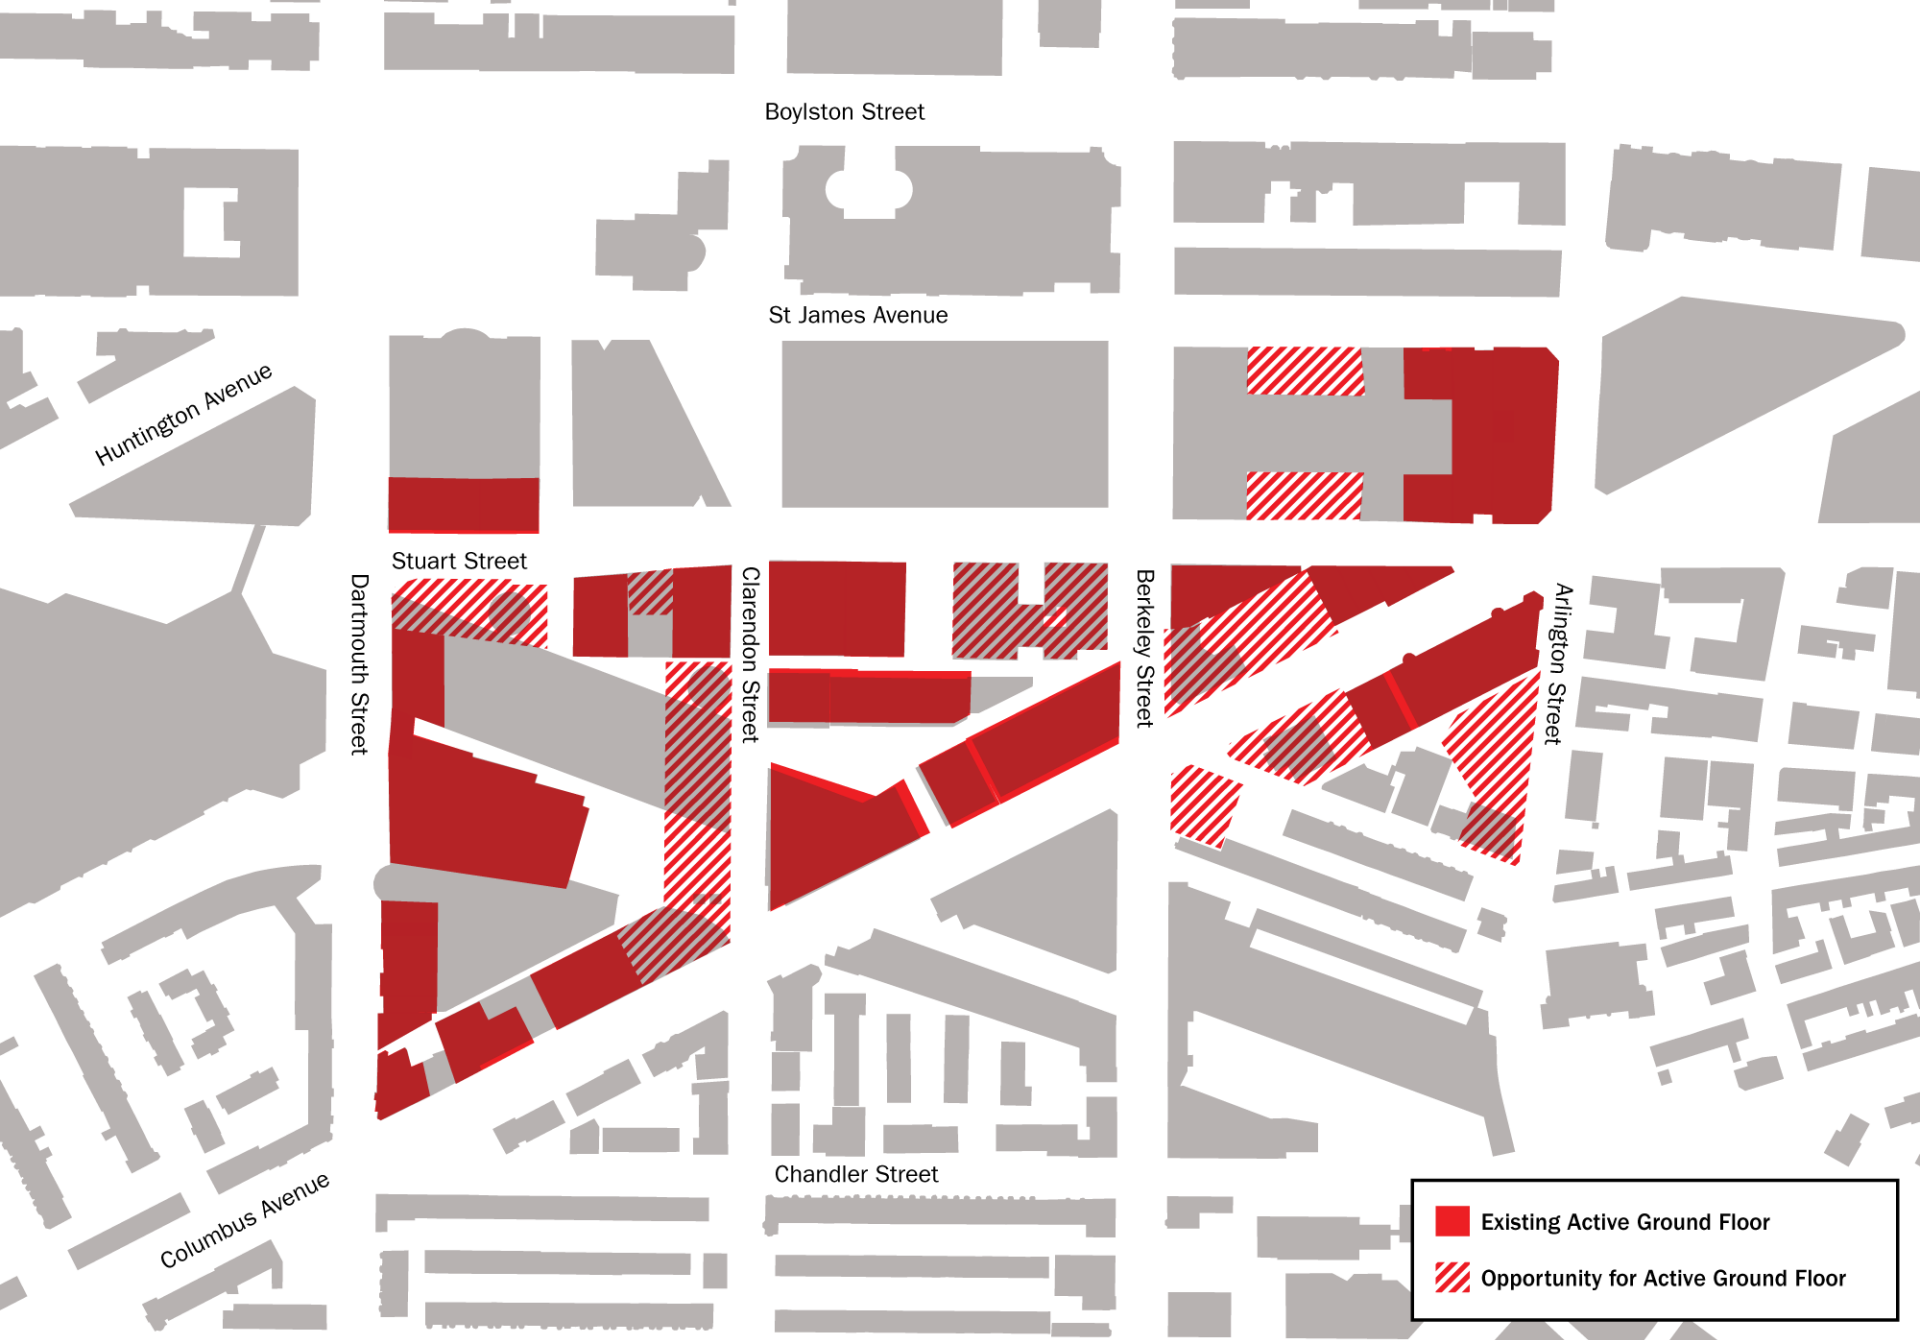 Boylston Street
St James Avenue
Huntington Avenue
Stuart Street
Dartmouth Street
Clarendon Street
Berkeley Street
Arlington Street
Chandler Street
Columbus Avenue
Existing Active Ground Floor
Opportunity for Active Ground Floor